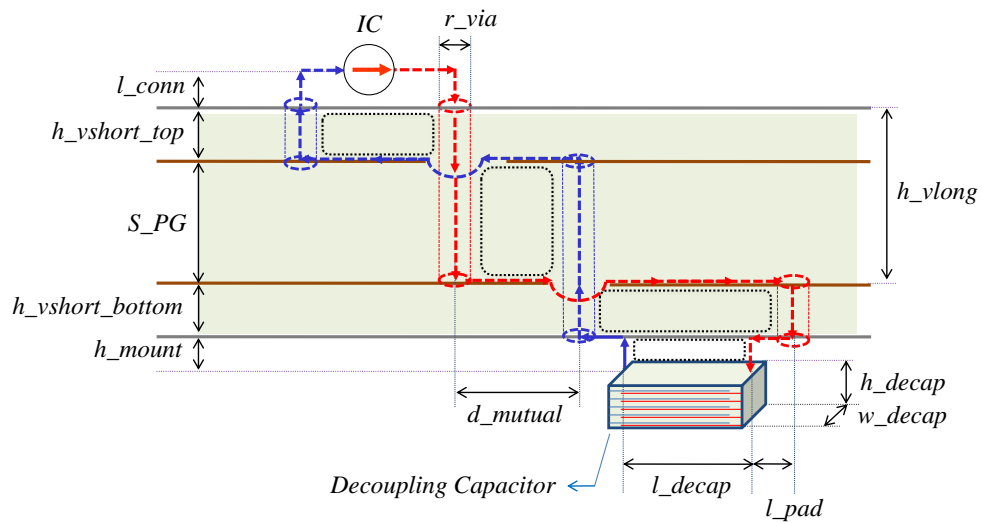 r_via
IC
l_conn
h_vshort_top
h_vlong
S_PG
h_vshort_bottom
h_mount
h_decap
d_mutual
w_decap
Decoupling Capacitor
l_decap
l_pad